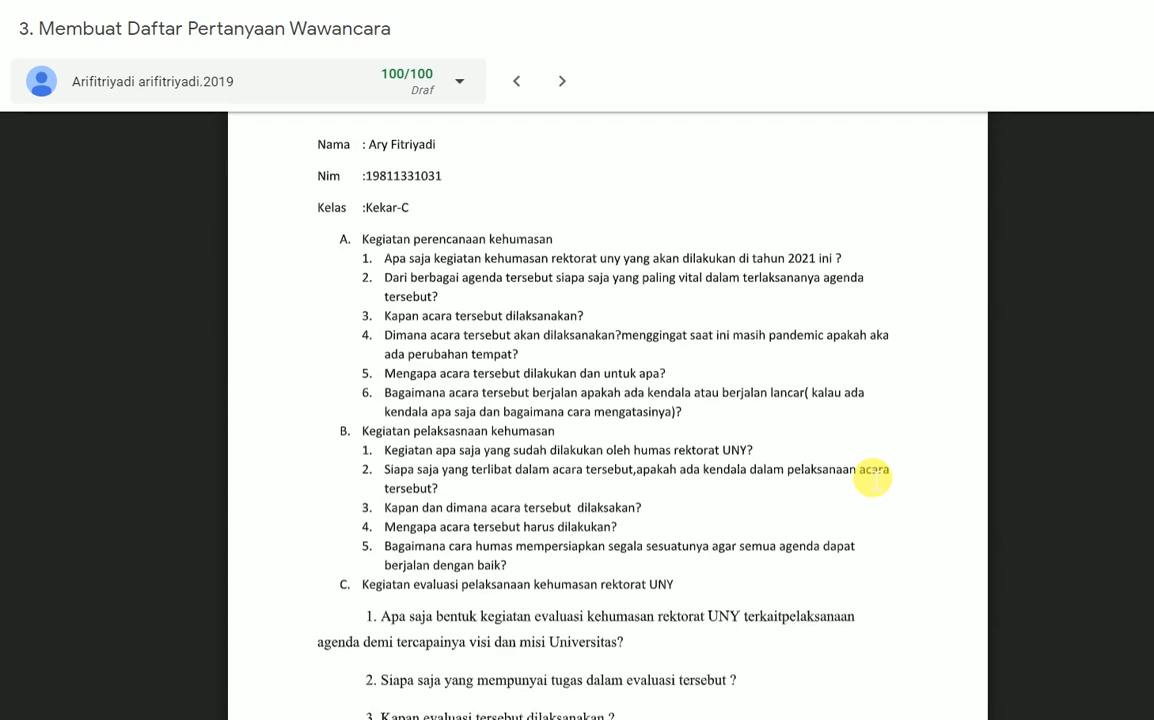 3. Membuat Daftar Pertanyaan Wawancara
Arifitriyadi arifitriyadi.2019
100/100
Draf
Nama : Ary Fitriyadi
Nim :19811331031
Kelas :Kekar-C
A. Kegiatan perencanaan kehumasan
1. Apa saja kegiatan kehumasan rektorat uny yang akan dilakukan di tahun 2021 ini ?
2. Dari berbagai agenda tersebut siapa saja yang paling vital dalam terlaksananya agenda
tersebut?
3. Kapan acara tersebut dilaksanakan?
4. Dimana acara tersebut akan dilaksanakan?menggingat saat ini masih pandemic apakah aka
ada perubahan tempat?
5. Mengapa acara tersebut dilakukan dan untuk apa?
6. Bagaimana acara tersebut berjalan apakah ada kendala atau berjalan lancar( kalau ada
kendala apa saja dan bagaimana cara mengatasinya)?
B. Kegiatan pelaksasnaan kehumasan
1. Kegiatan apa saja yang sudah dilakukan oleh humas rektorat UNY?
2. Siapa saja yang terlibat dalam acara tersebut,apakah ada kendala dalam pelaksanaan acara
tersebut?
3. Kapan dan dimana acara tersebut dilaksakan?
4. Mengapa acara tersebut harus dilakukan?
5. Bagaimana cara humas mempersiapkan segala sesuatunya agar semua agenda dapat
berjalan dengan baik?
C. Kegiatan evaluasi pelaksanaan kehumasan rektorat UNY
1. Apa saja bentuk kegiatan evaluasi kehumasan rektorat UNY terkaitpelaksanaan
agenda demi tercapainya visi dan misi Universitas?
2. Siapa saja yang mempunyai tugas dalam evaluasi tersebut ?
3. Kapan evaluasi tersebut dilaksanakan ?